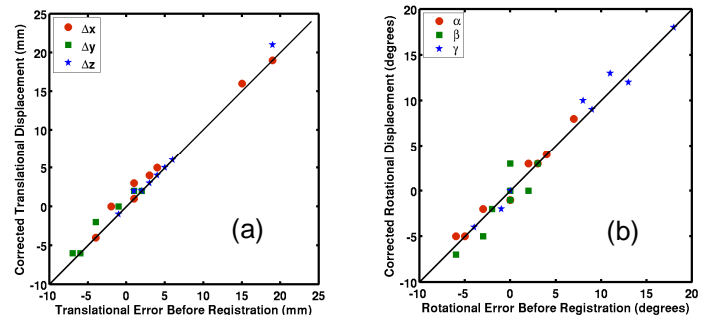 Corrected Translational Displacement (mm)
25
20
15
10
5
0
-5
-10
Δx
Δy
Δz
(a)
-10 -5 0 5 10 15 20 25
Translational Error Before Registration (mm)
Corrected Rotational Displacement (degrees)
20
15
10
5
0
-5
-10
α
β
γ
(b)
-10 -5 0 5 10 15 20
Rotational Error Before Registration (degrees)